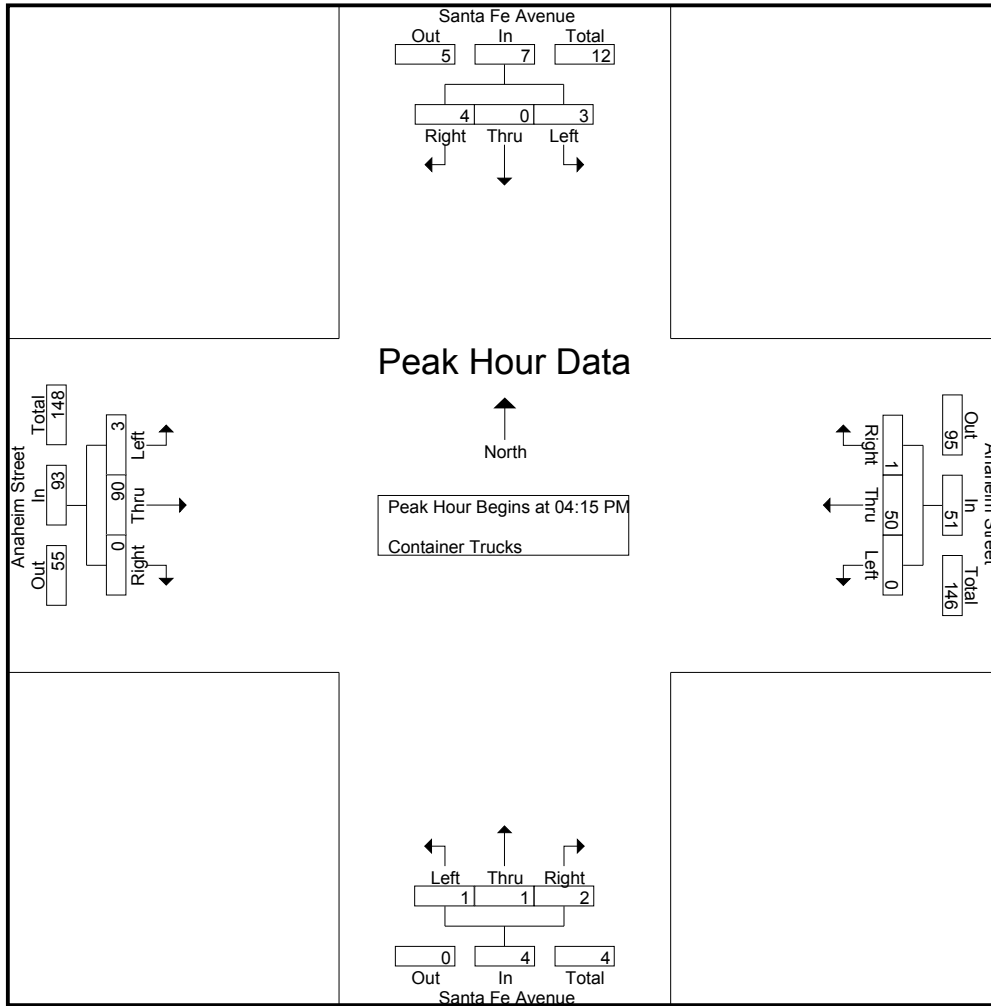 Santa Fe Avenue
Out In Total
5 7 12
4 0 3
Right Thru Left
Peak Hour Data
North
Peak Hour Begins at 04:15 PM
Container Trucks
Anaheim Street
Out In Total
55 93 148
0 90 3
Right Thru Left
Anaheim Street
Out In Total
95 51 146
1 50 0
Right Thru Left
Left Thru Right
1 1 2
0 4 4
Out In Total
Santa Fe Avenue